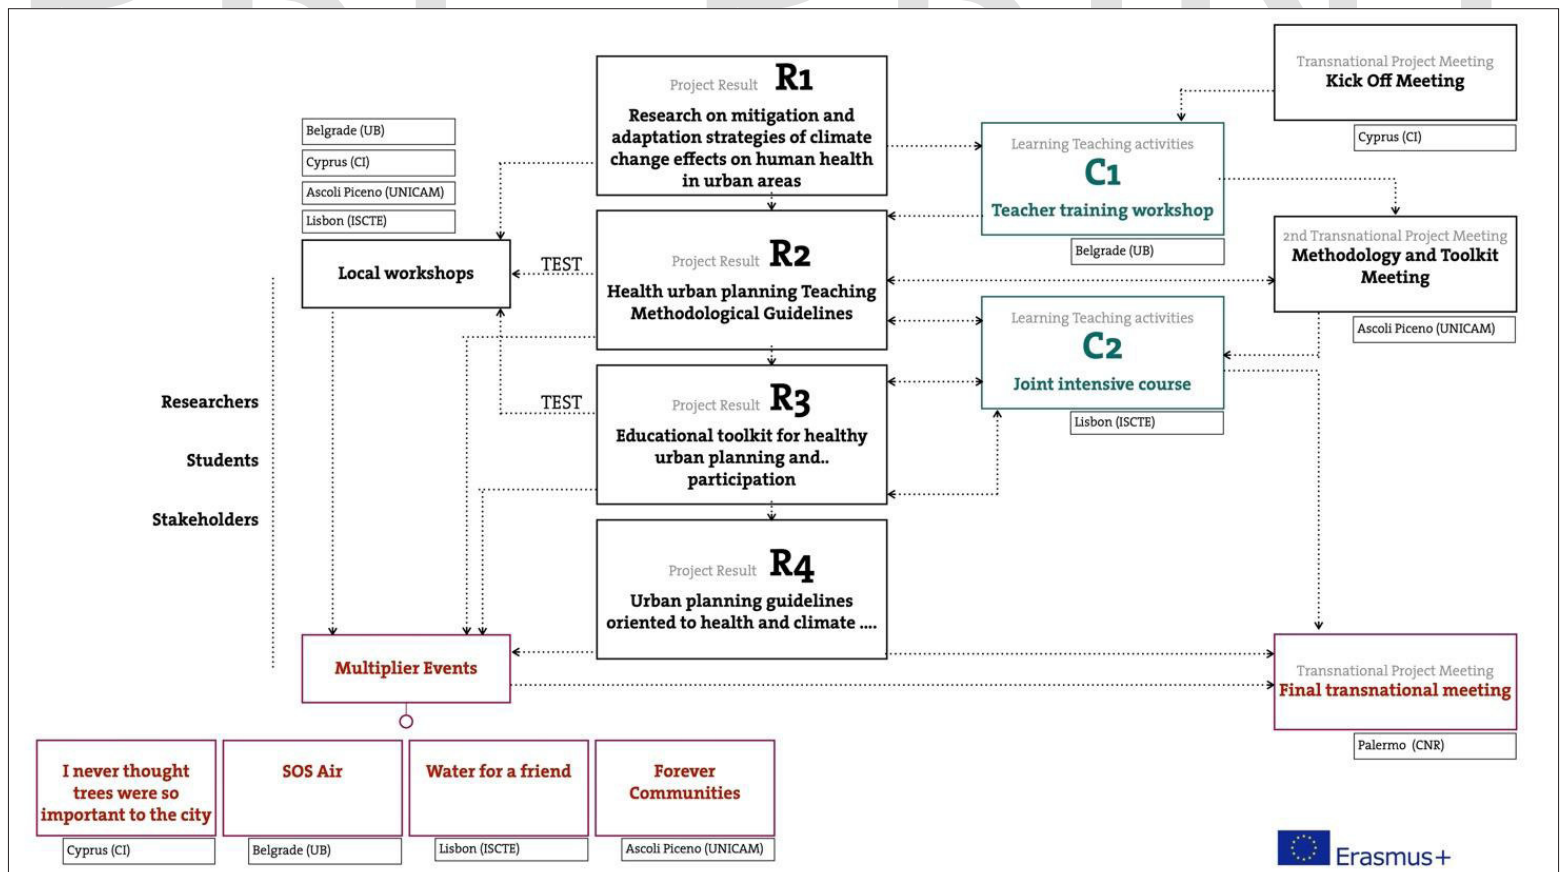 Transnational Project Meeting
Kick Off Meeting
Cyprus (CI)
Project Result R1
Research on mitigation and
adaptation strategies of climate
change effects on human health
in urban areas
Belgrade (UB)
Cyprus (CI)
Ascoli Piceno (UNICAM)
Lisbon (ISCTE)
Local workshops
Learning Teaching activities
C1
Teacher training workshop
Belgrade (UB)
TEST
Project Result R2
Health urban planning Teaching
Methodological Guidelines
2nd Transnational Project Meeting
Methodology and Toolkit
Meeting
Ascoli Piceno (UNICAM)
Learning Teaching activities
C2
Joint intensive course
Lisbon (ISCTE)
TEST
Project Result R3
Educational toolkit for healthy
urban planning and..
participation
Researchers
Students
Stakeholders
Project Result R4
Urban planning guidelines
oriented to health and climate ....
Multiplier Events
Transnational Project Meeting
Final transnational meeting
Palermo (CNR)
I never thought
trees were so
important to the city
Cyprus (CI)
SOS Air
Belgrade (UB)
Water for a friend
Lisbon (ISCTE)
Forever
Communities
Ascoli Piceno (UNICAM)
Erasmus+